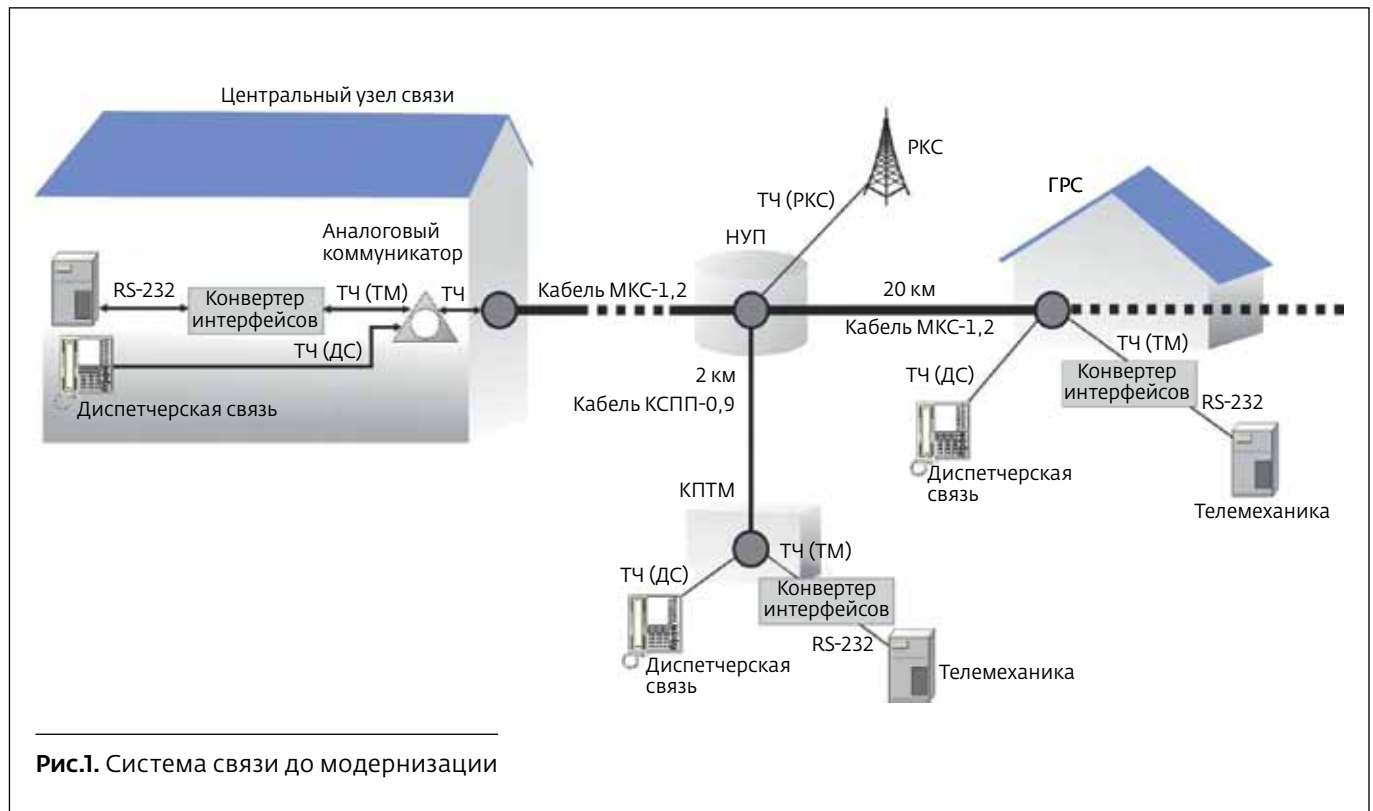 Центральный узел связи
РКС
ТЧ (РКС)
ГРС
НУП
Аналоговый
коммуникатор
RS-232
Конвертер
интерфейсов
ТЧ (ТМ)
ТЧ
Кабель МКС-1,2
20 км
Кабель МКС-1,2
ТЧ (ДС)
Диспетчерская связь
2 км
Кабель КСПП-0,9
ТЧ (ТМ)
ТЧ (ДС)
Конвертер
интерфейсов
RS-232
Диспетчерская
связь
Телемеханика
КПТМ
ТЧ (ТМ)
ТЧ (ДС)
Конвертер
интерфейсов
RS-232
Диспетчерская
связь
Телемеханика
Рис.1. Система связи до модернизации